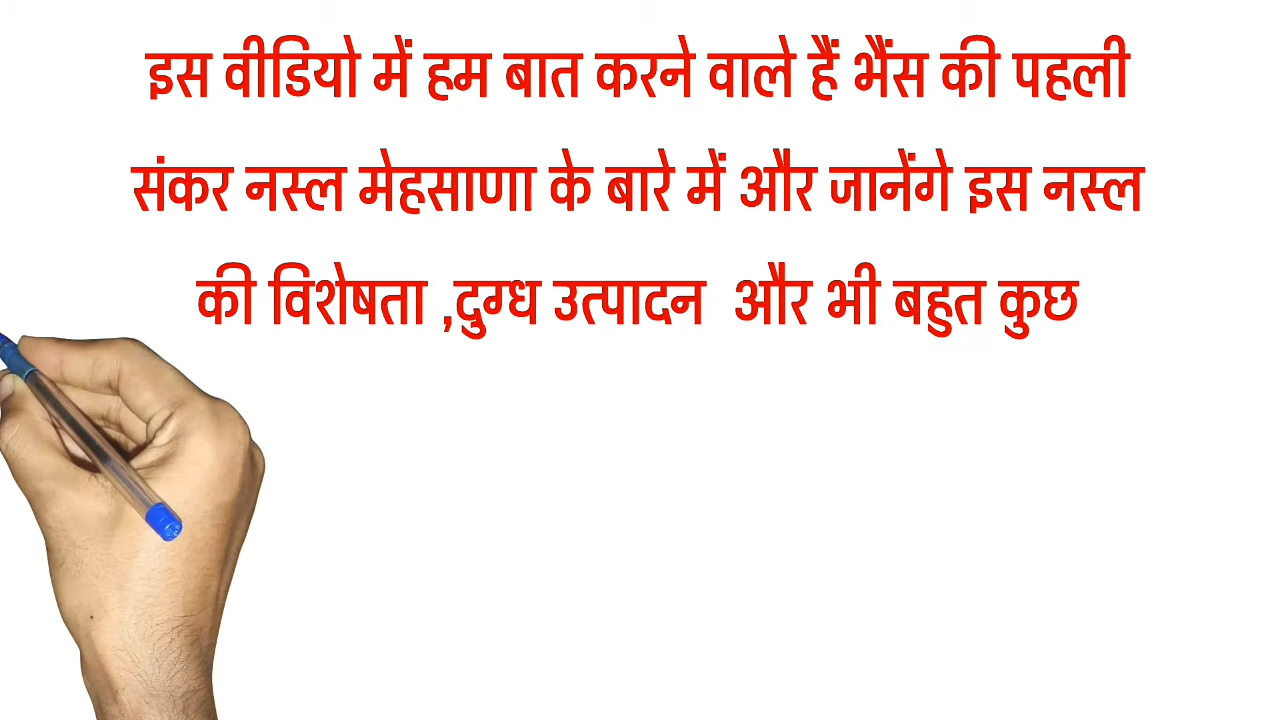 इस वीडियो में हम बात करने वाले हैं भैंस की पहली
संकर नस्ल मेहसाणा के बारे में और जानेंगे इस नस्ल
की विशेषता ,दुग्ध उत्पादन  और भी बहुत कुछ